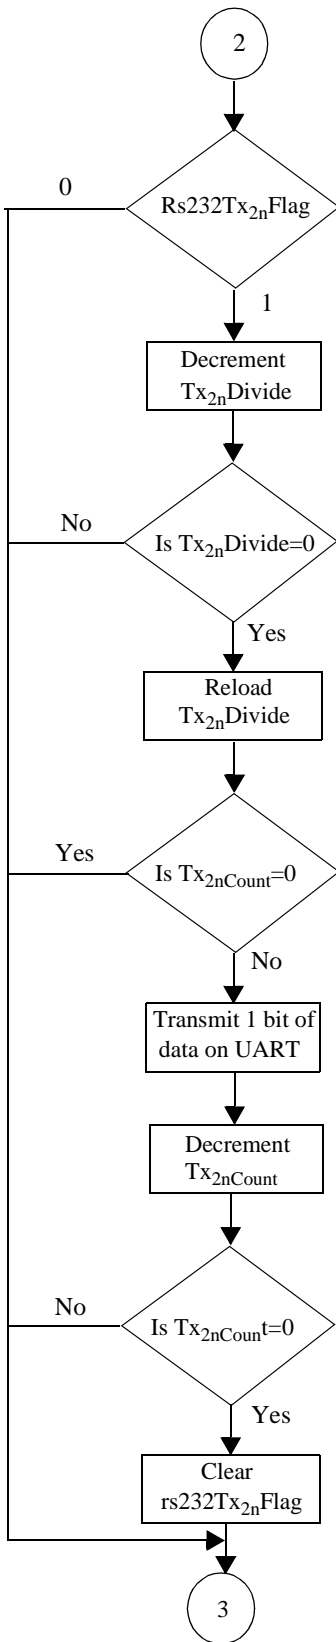 2
0
Rs232Tx2nFlag
1
Decrement
Tx2nDivide
No
Is Tx2nDivide=0
Yes
Reload
Tx2nDivide
Yes
Is Tx2nCount=0
No
Transmit 1 bit of
data on UART
Decrement
Tx2nCount
No
Is Tx2nCount=0
Yes
Clear
rs232Tx2nFlag
3